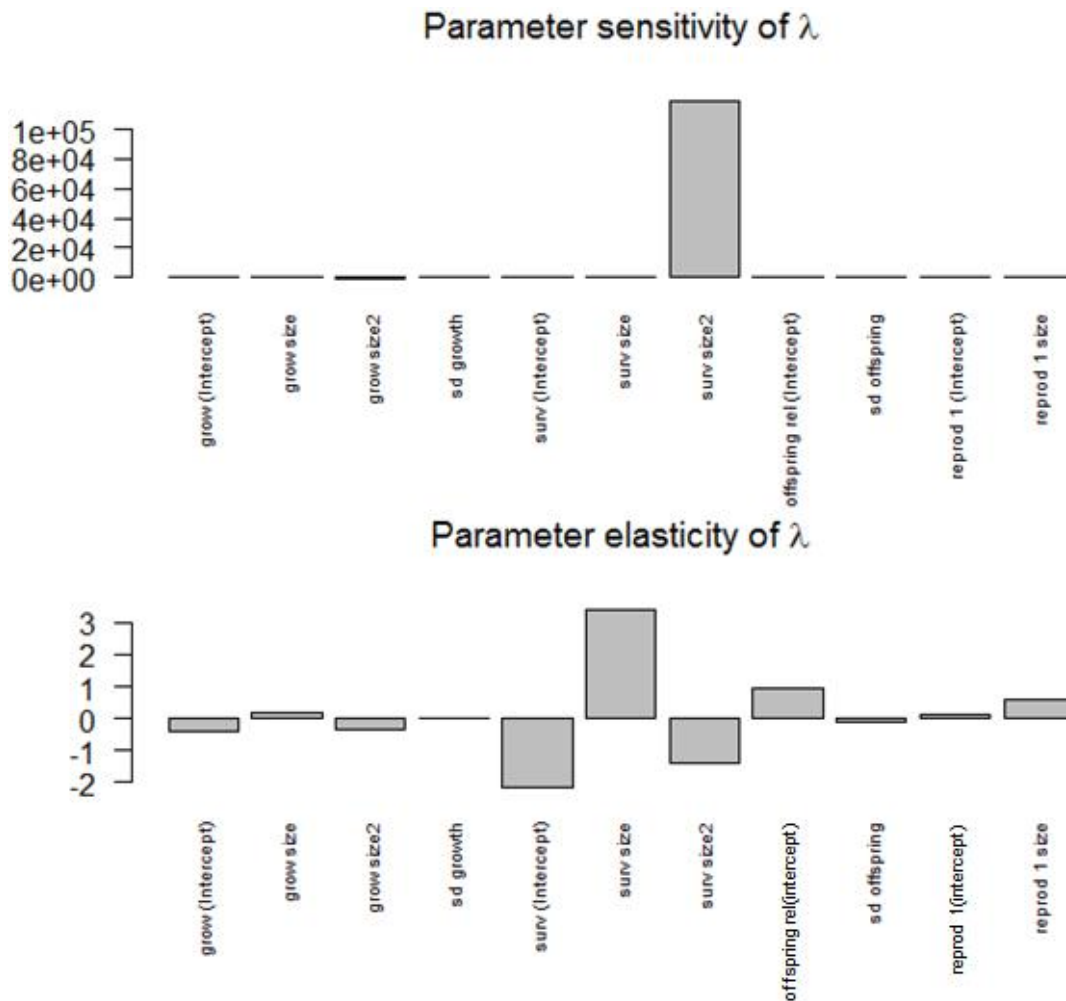 Parameter sensitivity of λ
1e+05
8e+04
6e+04
4e+04
2e+04
0e+00
grow (Intercept)
grow size
grow size2
sd growth
surv (Intercept)
surv size
surv size2
offspring rel (Intercept)
sd offspring
reprod 1 (Intercept)
reprod 1 size
Parameter elasticity of λ
3
2
1
0
-1
-2
grow (Intercept)
grow size
grow size2
sd growth
surv (Intercept)
surv size
surv size2
offspring rel(intercept)
sd offspring
reprod 1(intercept)
reprod 1 size